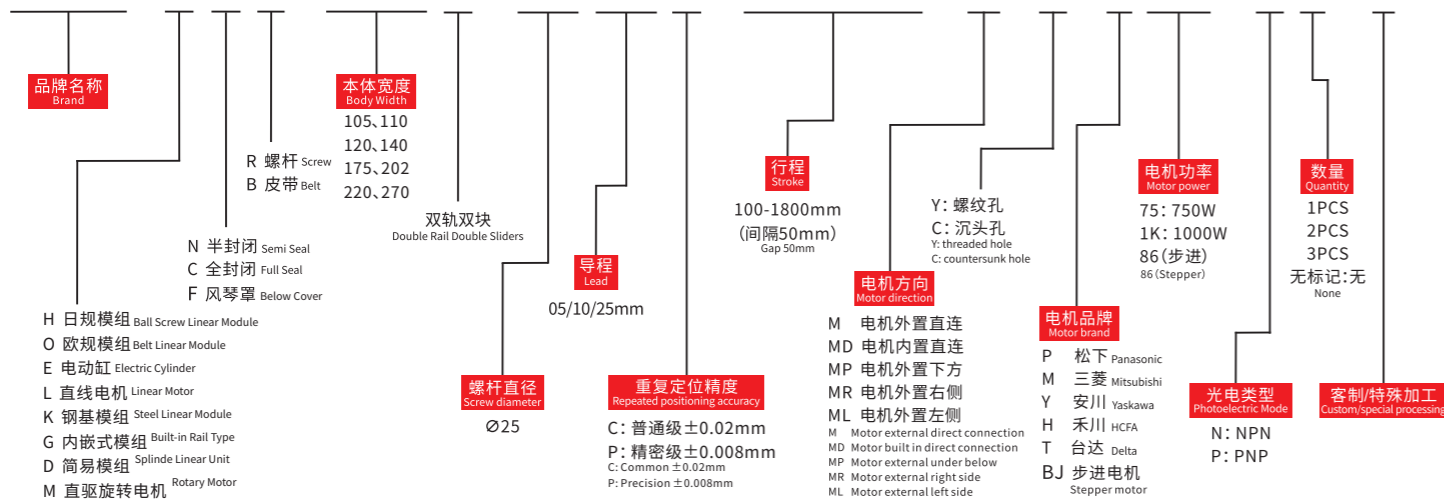 品牌名称
Brand
H 日规模组 Ball Screw Linear Module
O 欧规模组 Belt Linear Module
E 电动缸 Electric Cylinder
L 直线电机 Linear Motor
K 钢基模组 Steel Linear Module
G 内嵌式模组 Built-in Rail Type
D 简易模组 Splinde Linear Unit
M 直驱旋转电机 Rotary Motor
N 半封闭 Semi Seal
C 全封闭 Full Seal
F 风琴罩 Below Cover
R 螺杆 Screw
B 皮带 Belt
本体宽度
Body Width
105、110
120、140
175、202
220、270
双轨双块
Double Rail Double Sliders
螺杆直径
Screw diameter
Ø25
导程
Lead
05/10/25mm
重复定位精度
Repeated positioning accuracy
C：普通级±0.02mm
P：精密级±0.008mm
C: Common ±0.02mm
P: Precision ±0.008mm
行程
Stroke
100-1800mm
（间隔50mm）
Gap 50mm
电机方向
Motor direction
M 电机外置直连
MD 电机内置直连
MP 电机外置下方
MR 电机外置右侧
ML 电机外置左侧
M Motor external direct connection
MD Motor built in direct connection
MP Motor external under below
MR Motor external right side
ML Motor external left side
Y：螺纹孔
C：沉头孔
Y: threaded hole
C: countersunk hole
电机品牌
Motor brand
P 松下 Panasonic
M 三菱 Mitsubishi
Y 安川 Yaskawa
H 禾川 HCFA
T 台达 Delta
BJ 步进电机
Stepper motor
电机功率
Motor power
75：750W
1K：1000W
86（步进）
86（Stepper）
光电类型
Photoelectric Mode
N：NPN
P：PNP
数量
Quantity
1PCS
2PCS
3PCS
无标记：无
None
客制/特殊加工
Custom/special processing